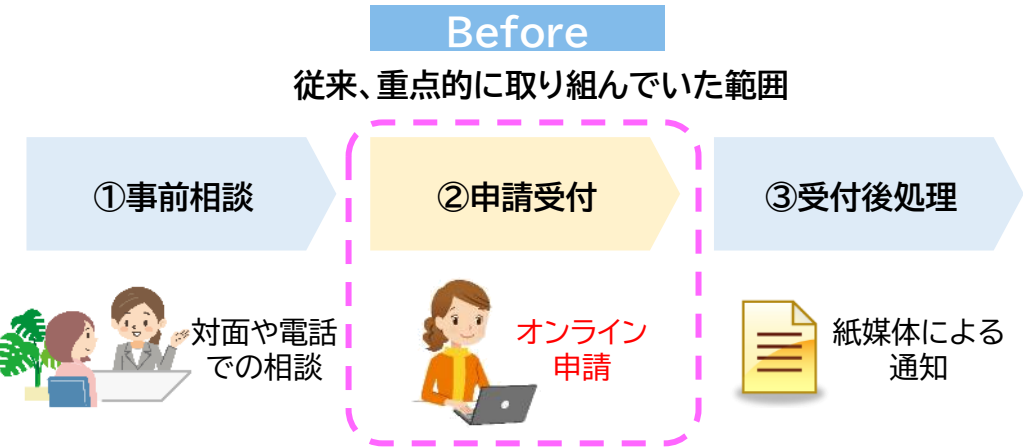 Before
従来、重点的に取り組んでいた範囲
①事前相談
②申請受付
③受付後処理
対面や電話
での相談
オンライン
申請
紙媒体による
通知